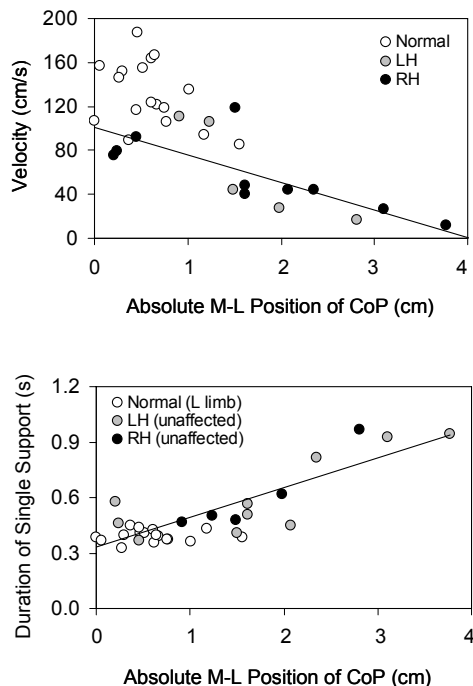 200
160
120
80
40
0
Velocity (cm/s)
Normal
LH
RH
0 1 2 3 4
Absolute M-L Position of CoP (cm)
1.2
0.9
0.6
0.3
0.0
Duration of Single Support (s)
Normal (L limb)
LH (unaffected)
RH (unaffected)
0 1 2 3 4
Absolute M-L Position of CoP (cm)